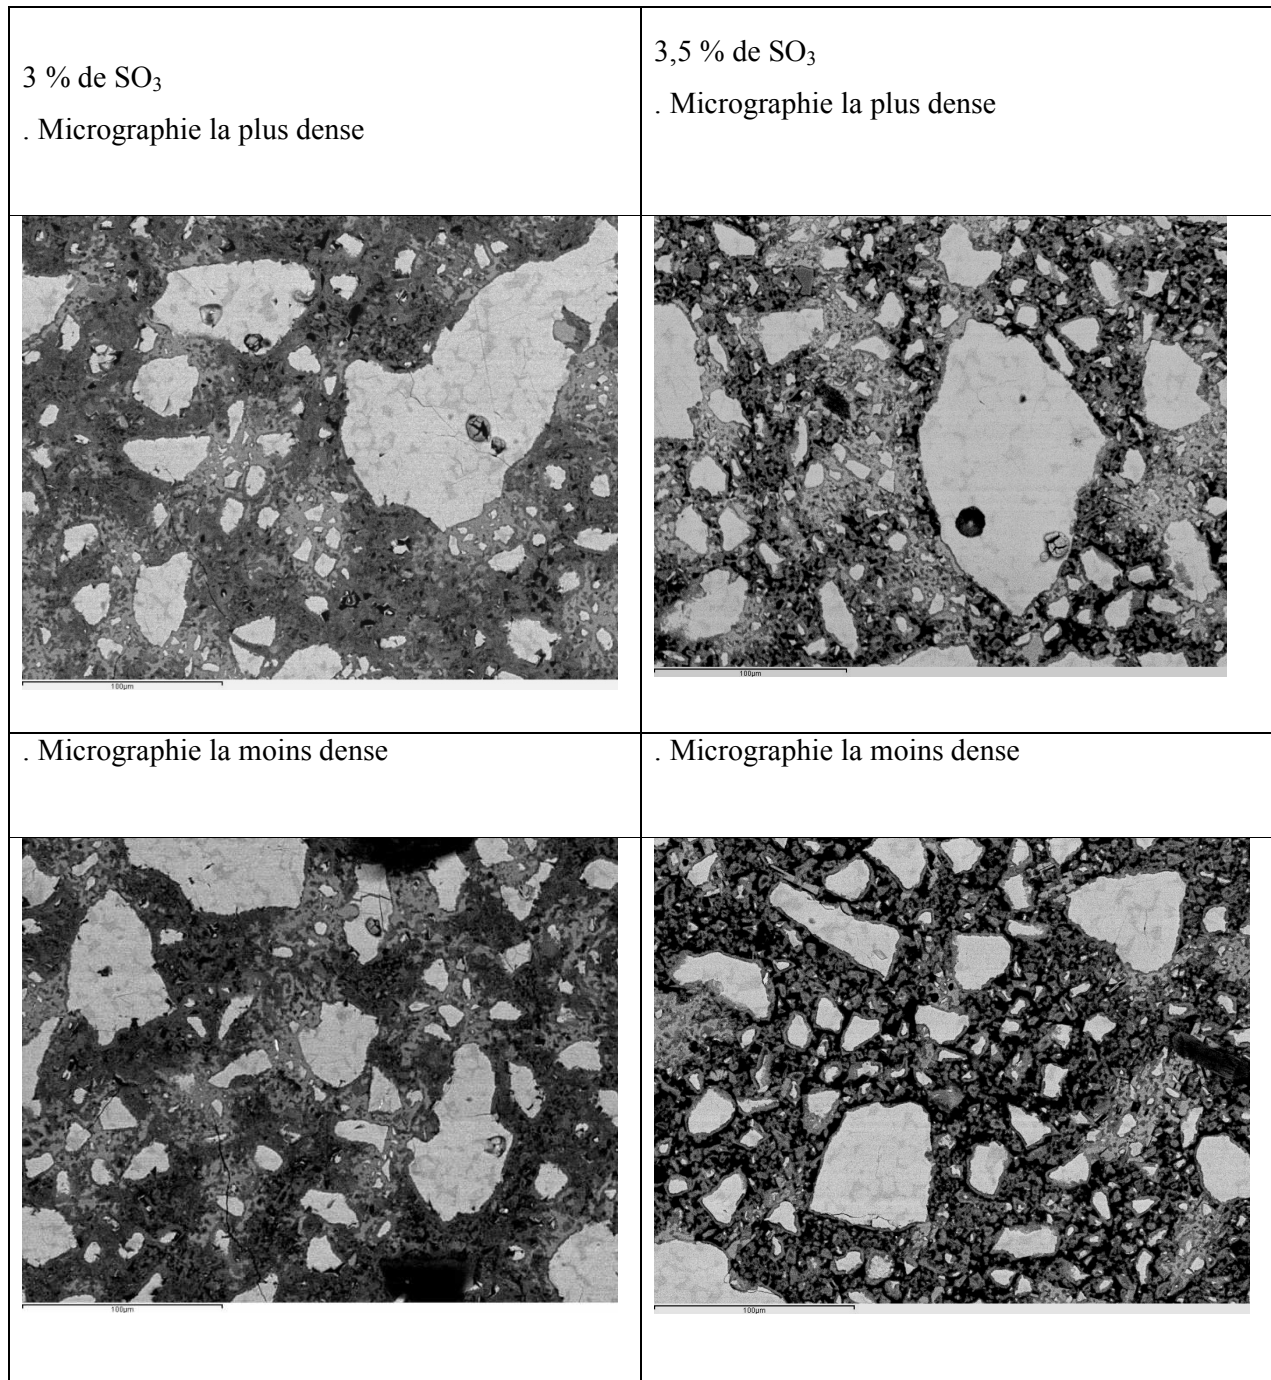 3 % de SO₃
. Micrographie la plus dense
3,5 % de SO₃
. Micrographie la plus dense
100µm
100µm
. Micrographie la moins dense
. Micrographie la moins dense
100µm
100µm